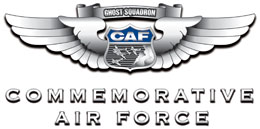 GHOST SQUADRON
CAF
COMMEMORATIVE
AIR FORCE